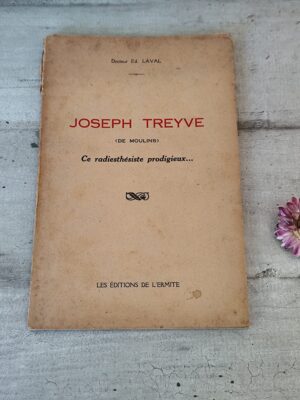 Docteur Ed. LAVAL
JOSEPH TREYVE
(DE MOULINS)
Ce radiesthésiste prodigieux...
LES ÉDITIONS DE L'ERMITE